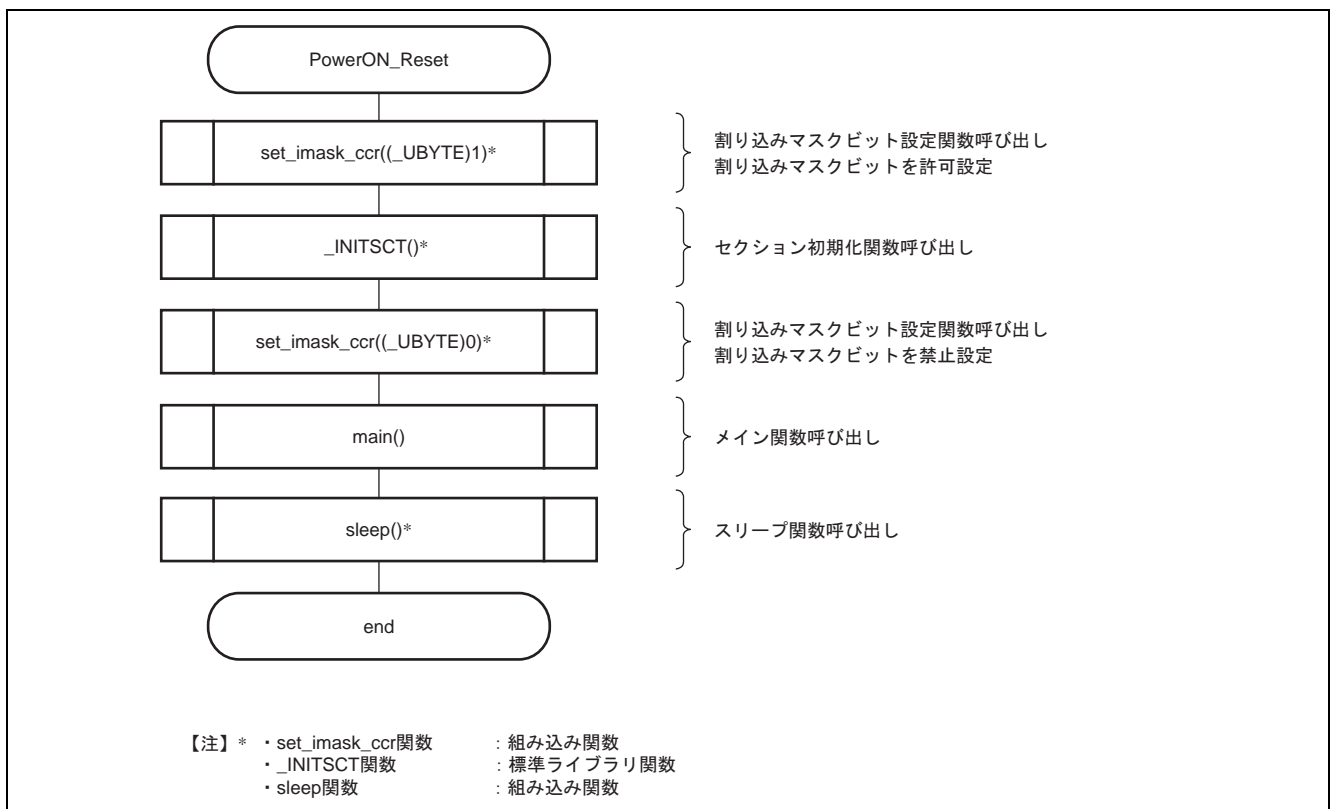 PowerON_Reset
set_imask_ccr((_UBYTE)1)*
割り込みマスクビット設定関数呼び出し
割り込みマスクビットを許可設定
_INITSCT()*
セクション初期化関数呼び出し
set_imask_ccr((_UBYTE)0)*
割り込みマスクビット設定関数呼び出し
割り込みマスクビットを禁止設定
main()
メイン関数呼び出し
sleep()*
スリープ関数呼び出し
end
【注】* ・set_imask_ccr関数 : 組み込み関数
・_INITSCT関数 : 標準ライブラリ関数
・sleep関数 : 組み込み関数